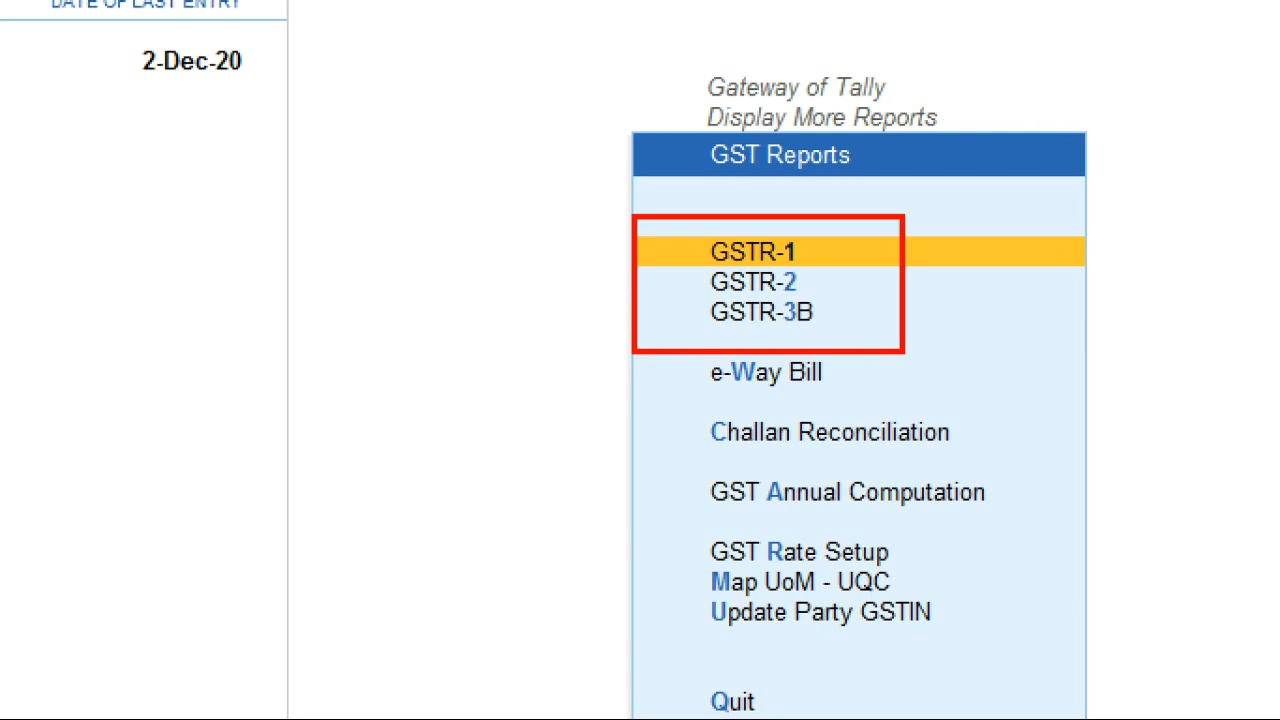 DATE OF LAST ENTRY
2-Dec-20
Gateway of Tally
Display More Reports
GST Reports
GSTR-1
GSTR-2
GSTR-3B
e-Way Bill
Challan Reconciliation
GST Annual Computation
GST Rate Setup
Map UoM - UQC
Update Party GSTIN
Quit